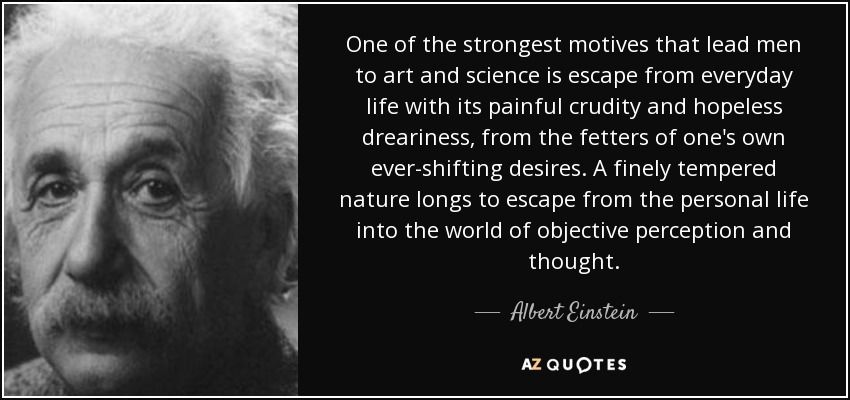 One of the strongest motives that lead men
to art and science is escape from everyday
life with its painful crudity and hopeless
dreariness, from the fetters of one's own
ever-shifting desires. A finely tempered
nature longs to escape from the personal life
into the world of objective perception and
thought.
Albert Einstein
AZ QUOTES